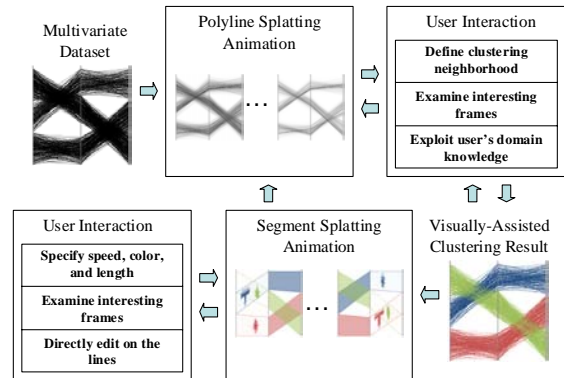 Multivariate
Dataset
Polyline Splatting
Animation
...
User Interaction
Define clustering
neighborhood
Examine interesting
frames
Exploit user's domain
knowledge
User Interaction
Specify speed, color,
and length
Examine interesting
frames
Directly edit on the
lines
Segment Splatting
Animation
...
Visually-Assisted
Clustering Result